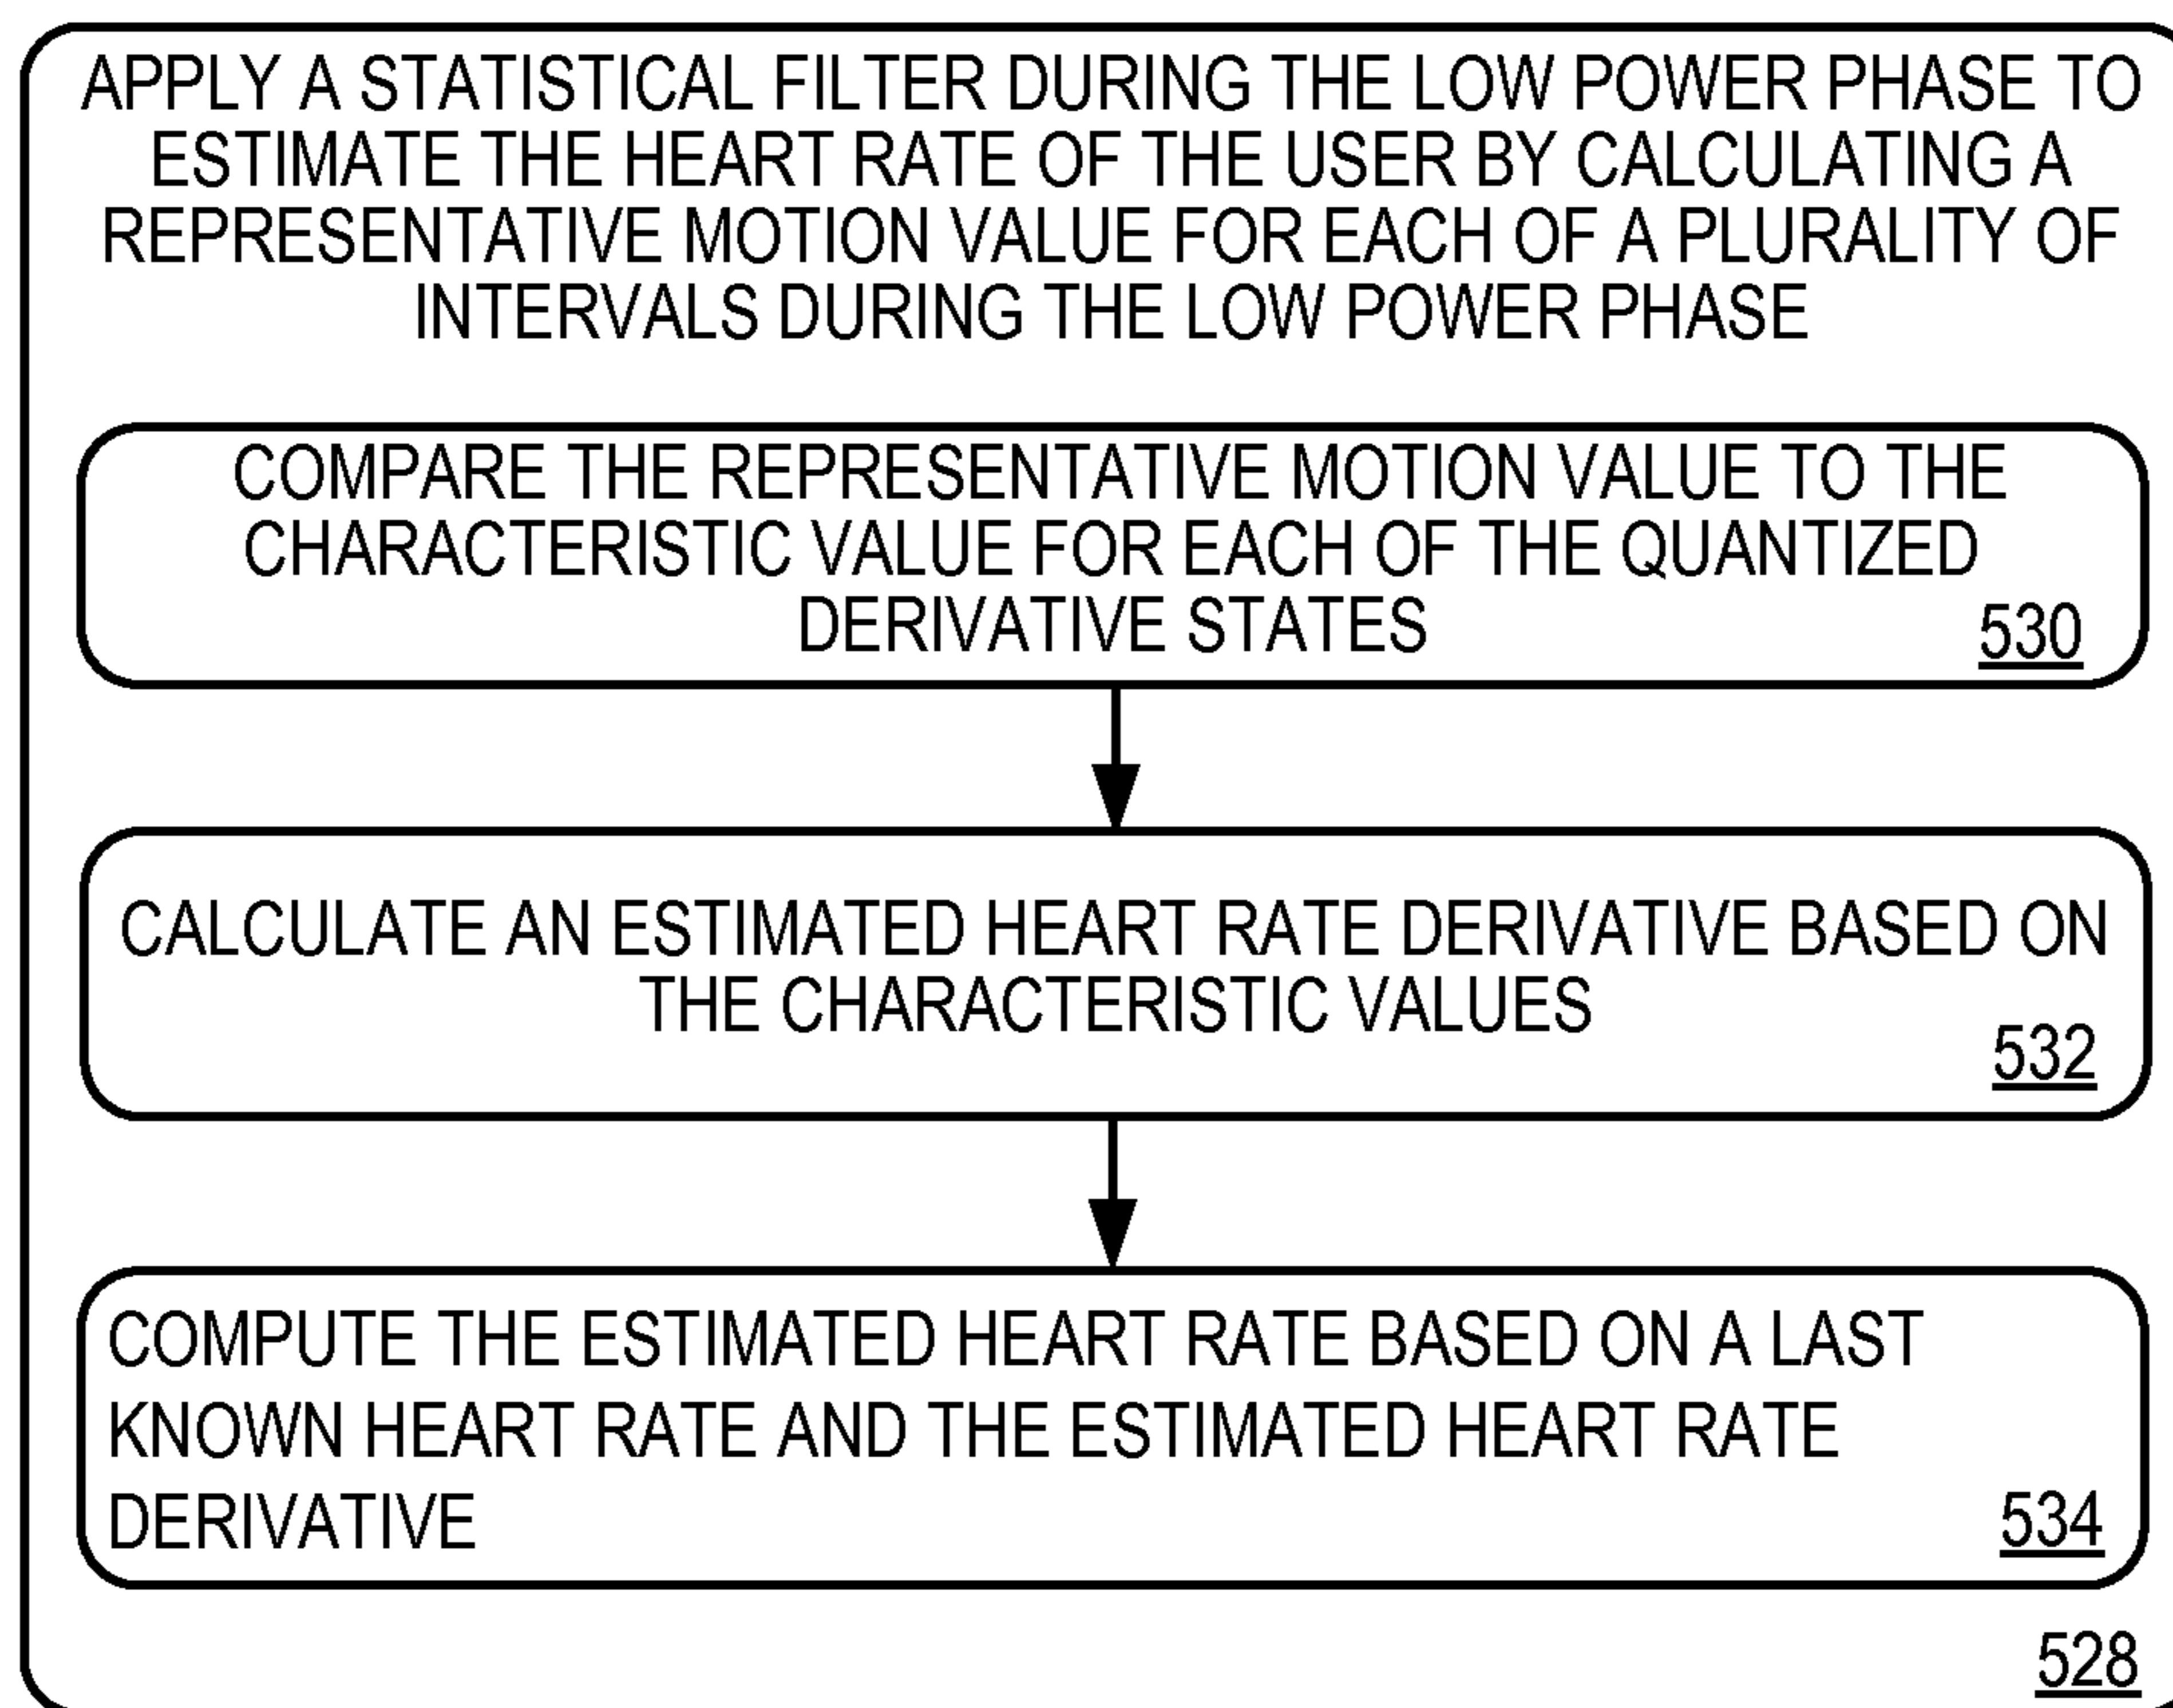 APPLY A STATISTICAL FILTER DURING THE LOW POWER PHASE TO
ESTIMATE THE HEART RATE OF THE USER BY CALCULATING A
REPRESENTATIVE MOTION VALUE FOR EACH OF A PLURALITY OF
INTERVALS DURING THE LOW POWER PHASE
COMPARE THE REPRESENTATIVE MOTION VALUE TO THE
CHARACTERISTIC VALUE FOR EACH OF THE QUANTIZED
DERIVATIVE STATES
530
CALCULATE AN ESTIMATED HEART RATE DERIVATIVE BASED ON
THE CHARACTERISTIC VALUES
532
COMPUTE THE ESTIMATED HEART RATE BASED ON A LAST
KNOWN HEART RATE AND THE ESTIMATED HEART RATE
DERIVATIVE
534
528